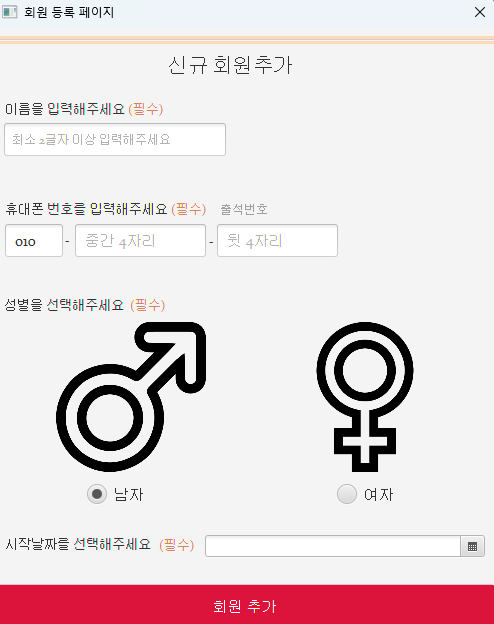 회원 등록 페이지
신규 회원추가
이름을 입력해주세요 (필수)
최소 2글자 이상 입력해주세요
휴대폰 번호를 입력해주세요 (필수) 출석번호
010 - 중간 4자리 - 뒷 4자리
성별을 선택해주세요 (필수)
남자 여자
시작날짜를 선택해주세요 (필수)
회원 추가